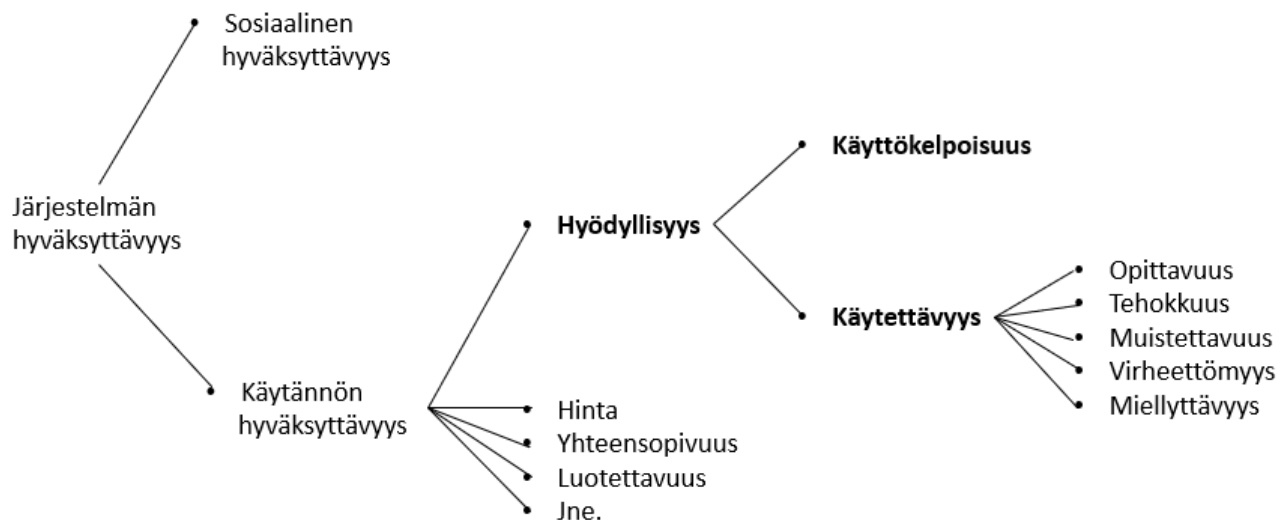 Sosiaalinen
hyväksyttävyys
Järjestelmän
hyväksyttävyys
Käytännön
hyväksyttävyys
Hyödyllisyys
Hinta
Yhteensopivuus
Luotettavuus
Jne.
Käyttökelpoisuus
Käytettävyys
Opittavuus
Tehokkuus
Muistettavuus
Virheettömyys
Miellyttävyys